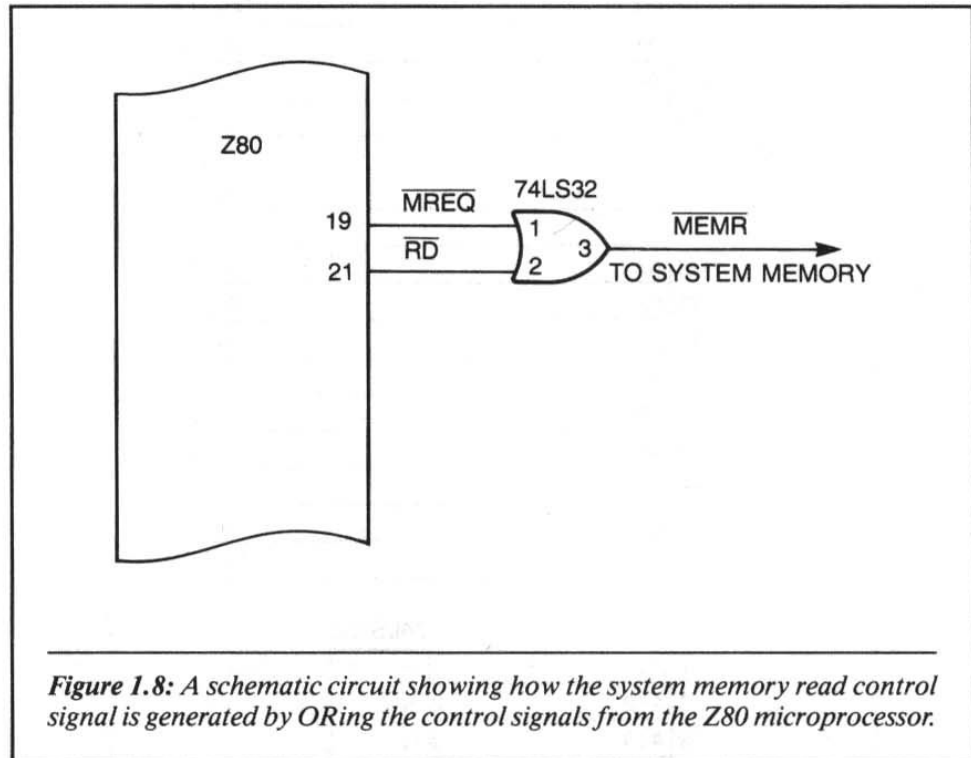 Z80
74LS32
19
MREQ
1
MEMR
3
RD
21
2
TO SYSTEM MEMORY
Figure 1.8: A schematic circuit showing how the system memory read control
signal is generated by ORing the control signals from the Z80 microprocessor.